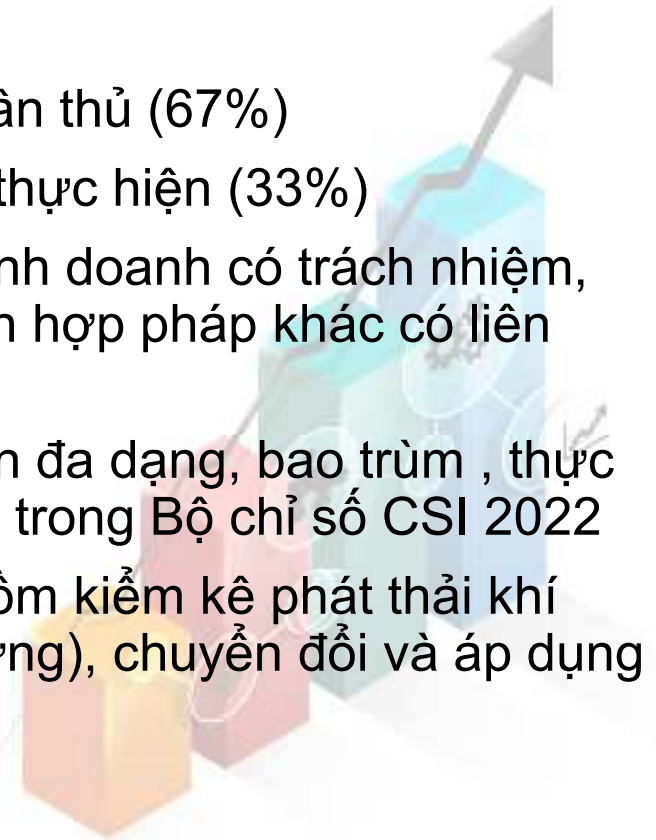 ân thủ (67%)
thực hiện (33%)
nh doanh có trách nhiệm,
hợp pháp khác có liên
đa dạng, bao trùm , thực
trong Bộ chỉ số CSI 2022
ồm kiểm kê phát thải khí
ng), chuyển đổi và áp dụng